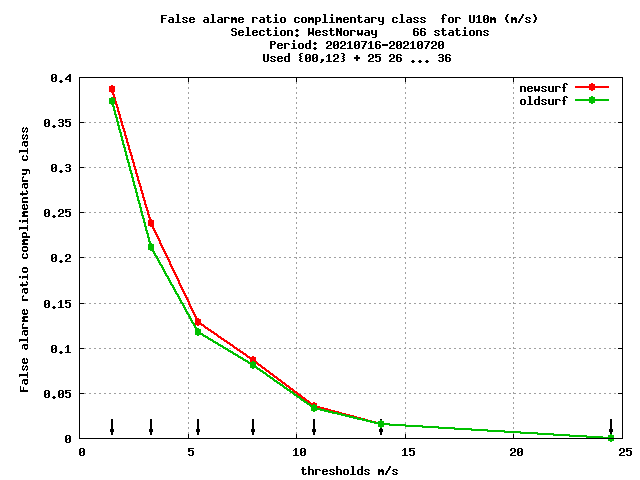 False alarme ratio complimentary class  for U10m (m/s)
Selection: WestNorway     66 stations
Period: 20210716-20210720
Used {00,12} + 25 26 ... 36
newsurf
oldsurf
False alarme ratio complimentary class
0.4
0.35
0.3
0.25
0.2
0.15
0.1
0.05
0
0 5 10 15 20 25
thresholds m/s